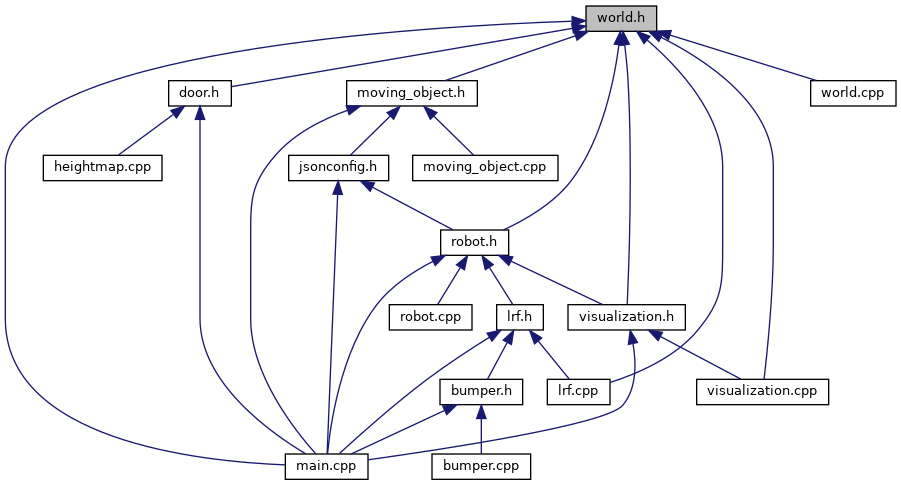 world.h
door.h
moving_object.h
world.cpp
heightmap.cpp
jsonconfig.h
moving_object.cpp
robot.h
robot.cpp
lrf.h
visualization.h
bumper.h
lrf.cpp
visualization.cpp
main.cpp
bumper.cpp